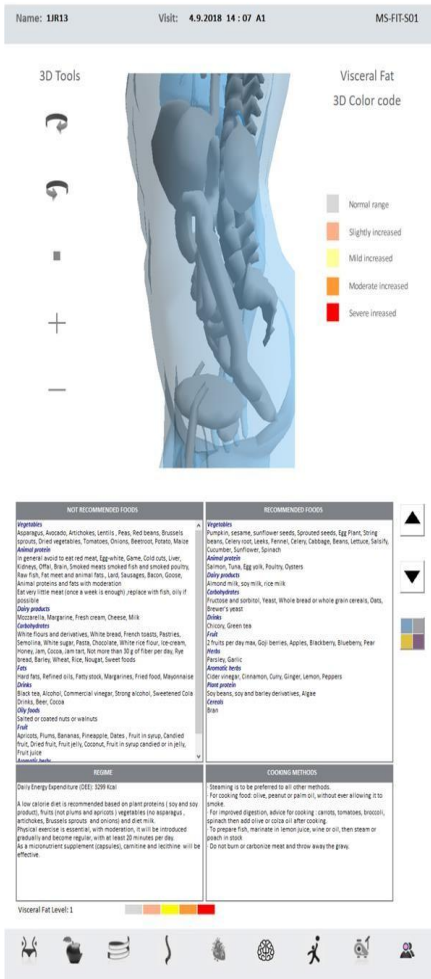 Name: 1JR13 Visit: 4.9.2018 14 : 07 A1 MS-FIT-S01
3D Tools
Visceral Fat
3D Color code
Normal range
Slightly increased
Mild increased
Moderate increased
Severe inreased
NOT RECOMMENDED FOODS
Vegetables
Asparagus, Avocado, Artichokes, Lentils , Peas, Red beans, Brussels
sprouts, Dried vegetables, Tomatoes, Onions, Beetroot, Potato, Maize
Animal protein
In general avoid to eat red meat, Egg-white, Game, Cold cuts, Liver,
Kidneys, Offal, Brain, Smoked meats smoked fish and smoked poultry,
Raw fish, Fat meet and animal fats , Lard, Sausages, Bacon, Goose,
Animal proteins and fats with moderation
Eat very little meat (once a week is enough) ,replace with fish, oily if
possible
Dairy products
Mozzarella, Margarine, Fresh cream, Cheese, Milk
Carbohydrates
White flours and derivatives, White bread, French toasts, Pastries,
Semolina, White sugar, Pasta, Chocolate, White rice flour, Ice-cream,
Honey, Jam, Cocoa, Jam tart, Not more than 30 g of fiber per day, Rye
bread, Barley, Wheat, Rice, Nougat, Sweet foods
Fats
Hard fats, Refined oils, Fatty stock, Margarines, Fried food, Mayonnaise
Drinks
Black tea, Alcohol, Commercial vinegar, Strong alcohol, Sweetened Cola
Drinks, Beer, Cocoa
Oily foods
Salted or coated nuts or walnuts
Fruit
Apricots, Plums, Bananas, Pineapple, Dates , Fruit in syrup, Candied
fruit, Dried fruit, Fruit jelly, Coconut, Fruit in syrup candied or in jelly,
Fruit juice
Aromatic herbs
RECOMMENDED FOODS
Vegetables
Pumpkin, sesame, sunflower seeds, Sprouted seeds, Egg Plant, String
beans, Celery root, Leeks, Fennel, Celery, Cabbage, Beans, Lettuce, Salsify,
Cucumber, Sunflower, Spinach
Animal protein
Salmon, Tuna, Egg yolk, Poultry, Oysters
Dairy products
Almond milk, soy milk, rice milk
Carbohydrates
Fructose and sorbitol, Yeast, Whole bread or whole grain cereals, Oats,
Brewer's yeast
Drinks
Chicory, Green tea
Fruit
2 fruits per day max, Goji berries, Apples, Blackberry, Blueberry, Pear
Herbs
Parsley, Garlic
Aromatic herbs
Cider vinegar, Cinnamon, Curry, Ginger, Lemon, Peppers
Plant protein
Soy beans, soy and barley derivatives, Algae
Cereals
Bran
REGIME
Daily Energy Expenditure (DEE): 3299 Kcal
A low calorie diet is recommended based on plant proteins ( soy and soy
product), fruits (not plums and apricots ) vegetables (no asparagus ,
artichokes, Brussels sprouts and onions) and diet milk.
Physical exercise is essential, with moderation, it will be introduced
gradually and become regular, with at least 20 minutes per day.
As a micronutrient supplement (capsules), carnitine and lecithine will be
effective.
COOKING METHODS
- Steaming is to be preferred to all other methods.
- For cooking food: olive, peanut or palm oil, without ever allowing it to
smoke.
- For improved digestion, advice for cooking : carrots, tomatoes, broccoli,
spinach then add olive or colza oil after cooking.
- To prepare fish, marinate in lemon juice, wine or oil, then steam or
poach in stock
- Do not burn or carbonize meat and throw away the gravy.
Visceral Fat Level: 1